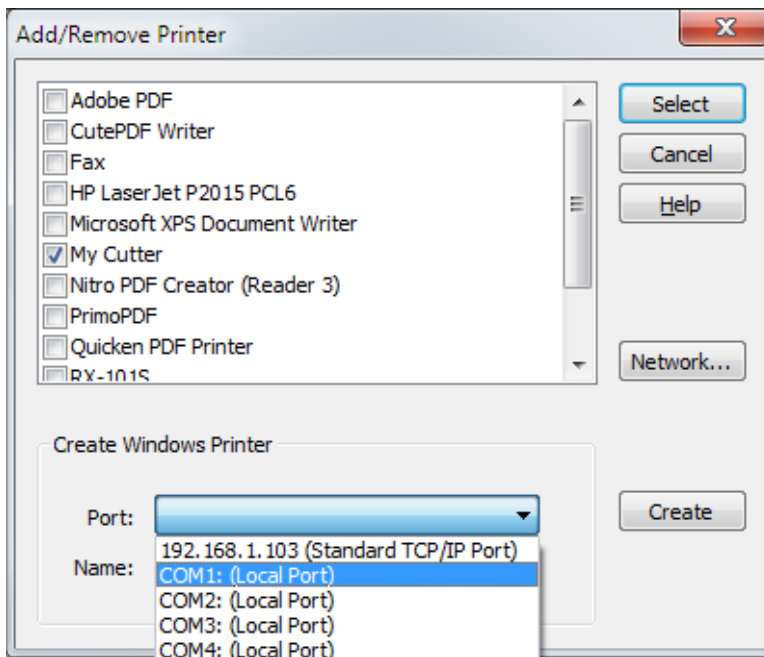 Add/Remove Printer
Adobe PDF
CutePDF Writer
Fax
HP LaserJet P2015 PCL6
Microsoft XPS Document Writer
My Cutter
Nitro PDF Creator (Reader 3)
PrimoPDF
Quicken PDF Printer
RX-101S
Select
Cancel
Help
Network...
Create Windows Printer
Port:
192.168.1.103 (Standard TCP/IP Port)
COM1: (Local Port)
COM2: (Local Port)
COM3: (Local Port)
COM4: (Local Port)
Name:
Create